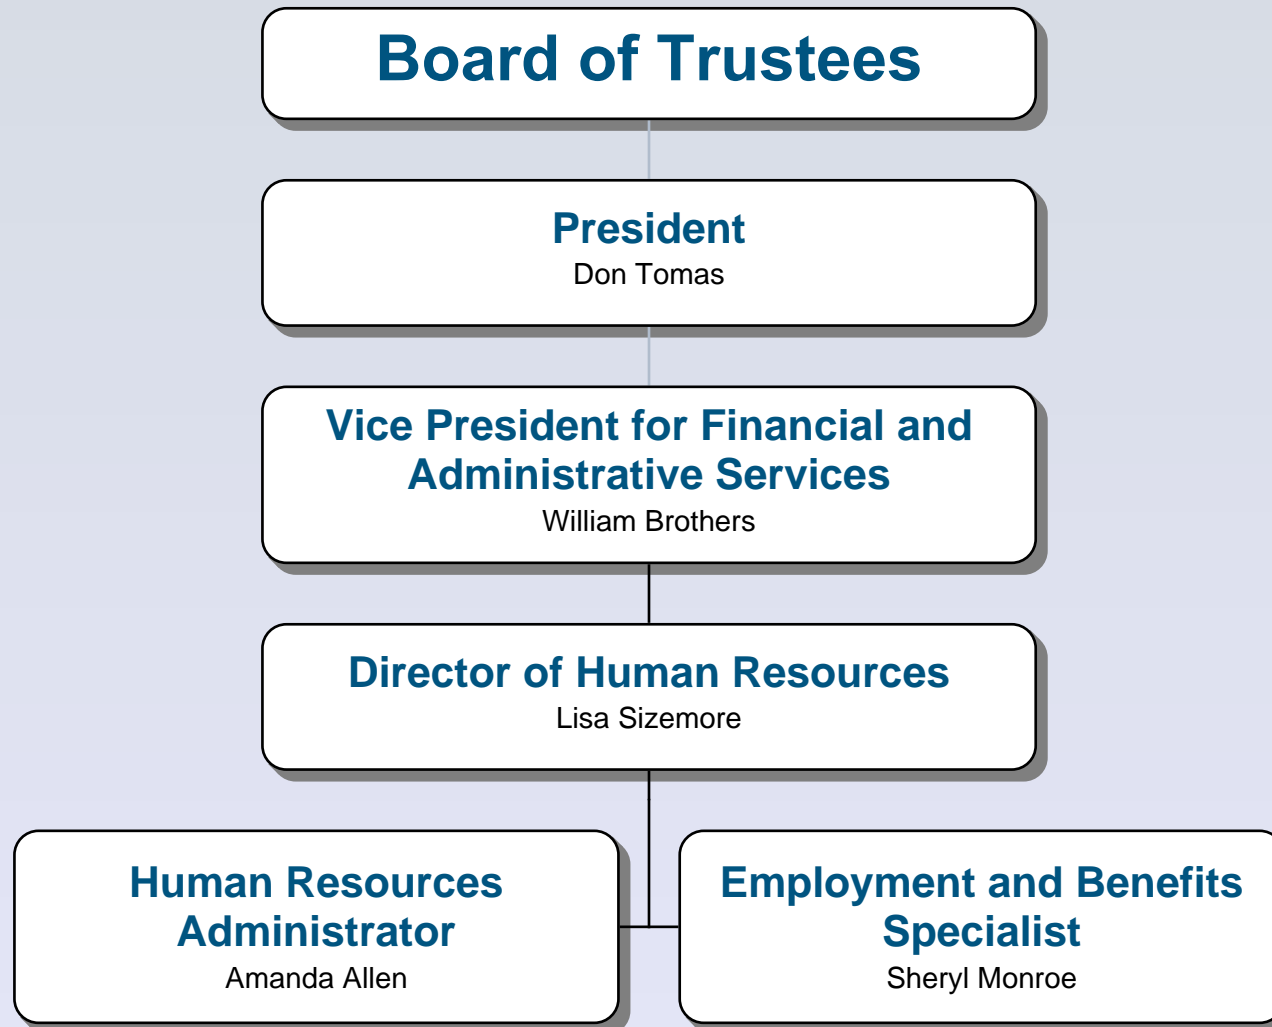 Board of Trustees
President
Don Tomas
Vice President for Financial and
Administrative Services
William Brothers
Director of Human Resources
Lisa Sizemore
Human Resources
Administrator
Amanda Allen
Employment and Benefits
Specialist
Sheryl Monroe